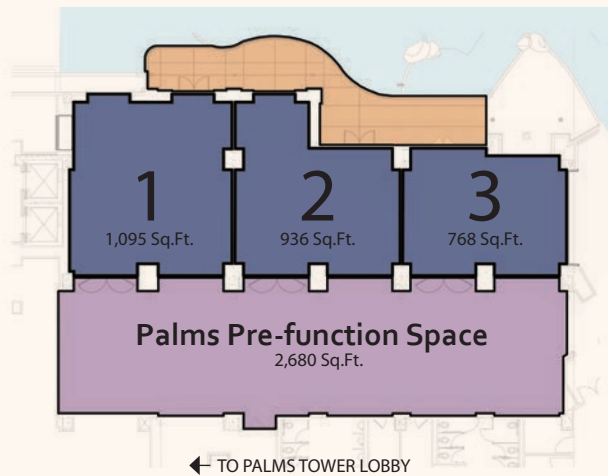 1
1,095 Sq.Ft.
2
936 Sq.Ft.
3
768 Sq.Ft.
Palms Pre-function Space
2,680 Sq.Ft.
TO PALMS TOWER LOBBY